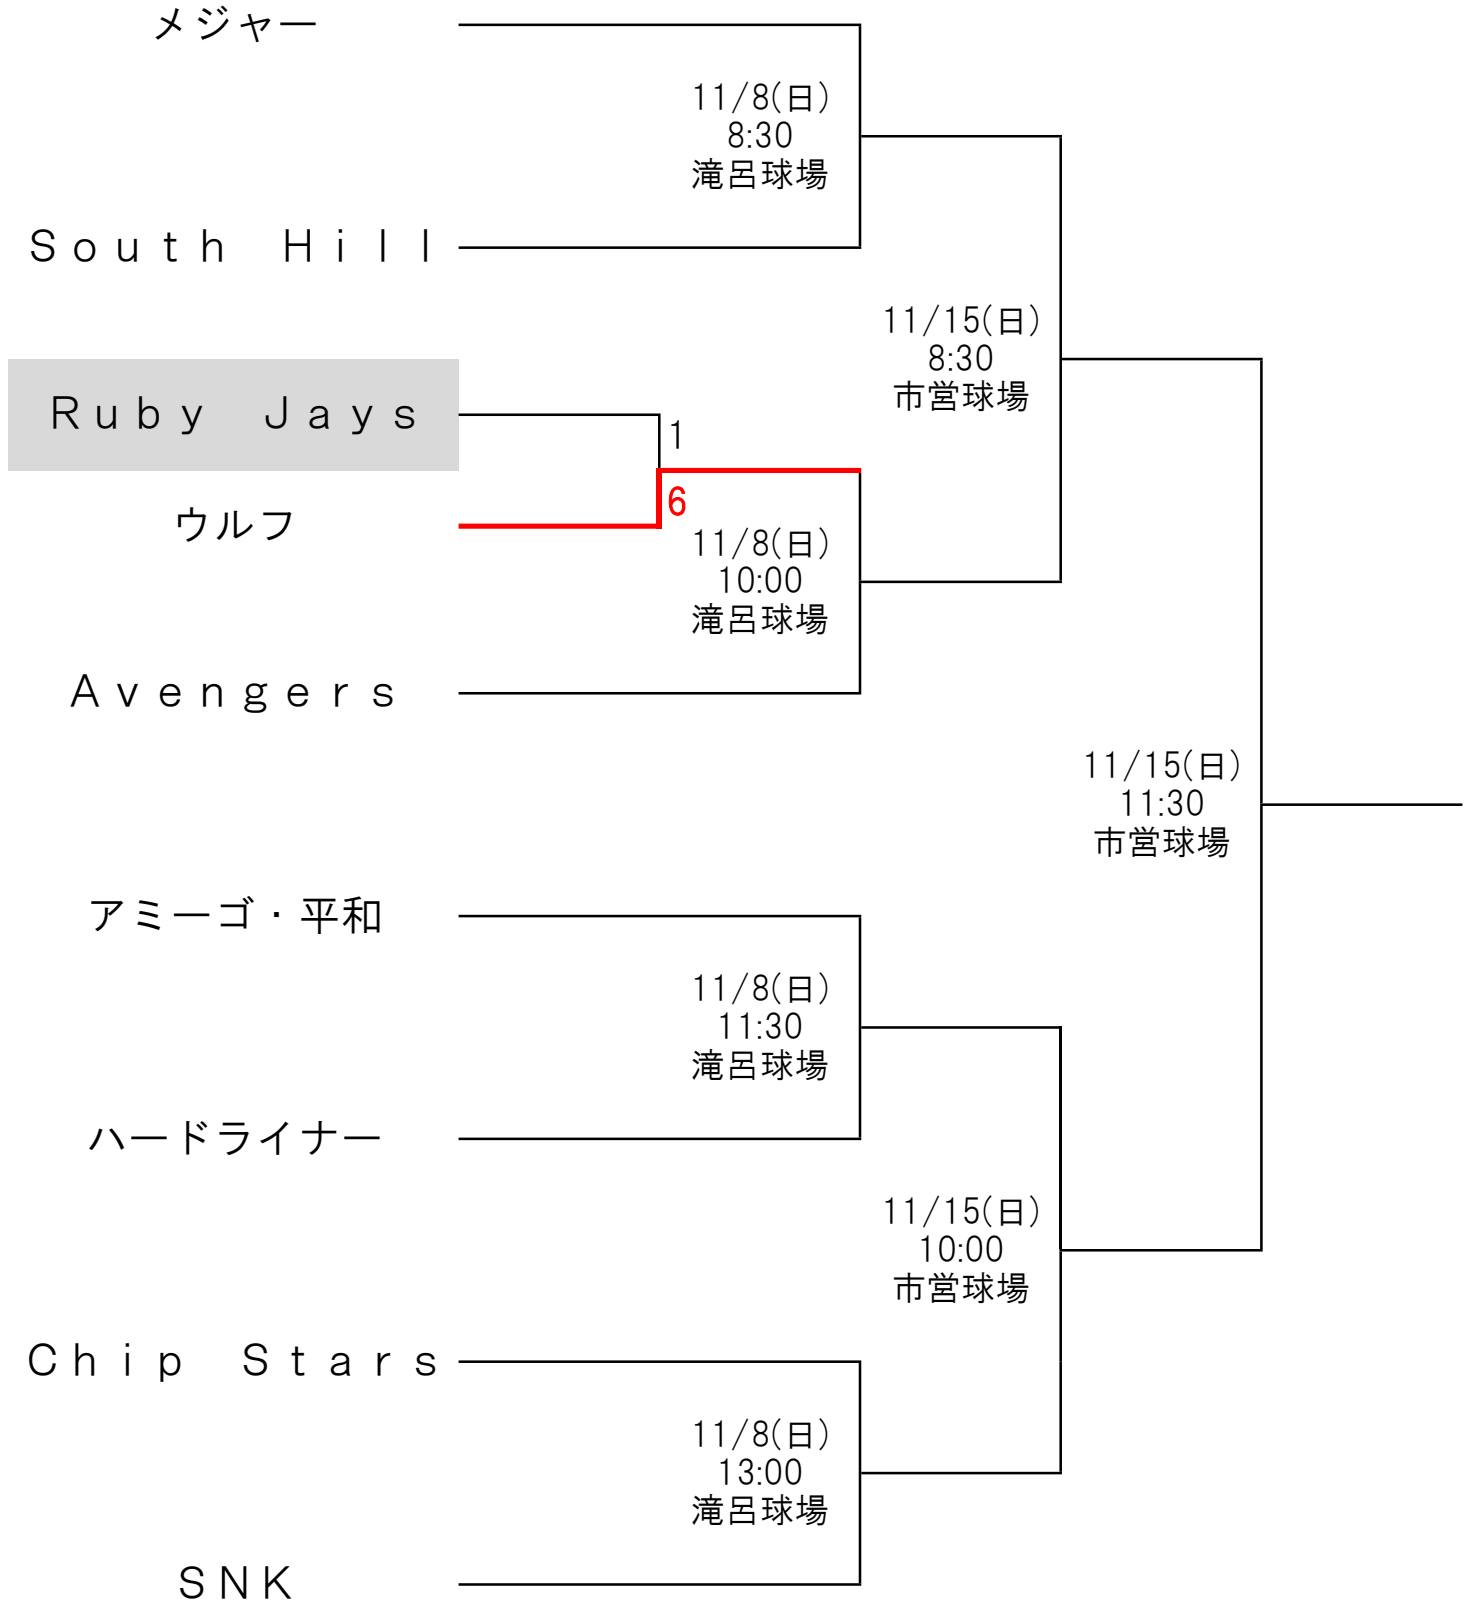 メジャー
11/8(日)
8:30
滝呂球場
Ｓｏｕｔｈ　Ｈｉｌｌ
11/15(日)
8:30
市営球場
Ｒｕｂｙ　Ｊａｙｓ
1
6
ウルフ
11/8(日)
10:00
滝呂球場
Ａｖｅｎｇｅｒｓ
11/15(日)
11:30
市営球場
アミーゴ・平和
11/8(日)
11:30
滝呂球場
ハードライナー
11/15(日)
10:00
市営球場
Ｃｈｉｐ　Ｓｔａｒｓ
11/8(日)
13:00
滝呂球場
ＳＮＫ